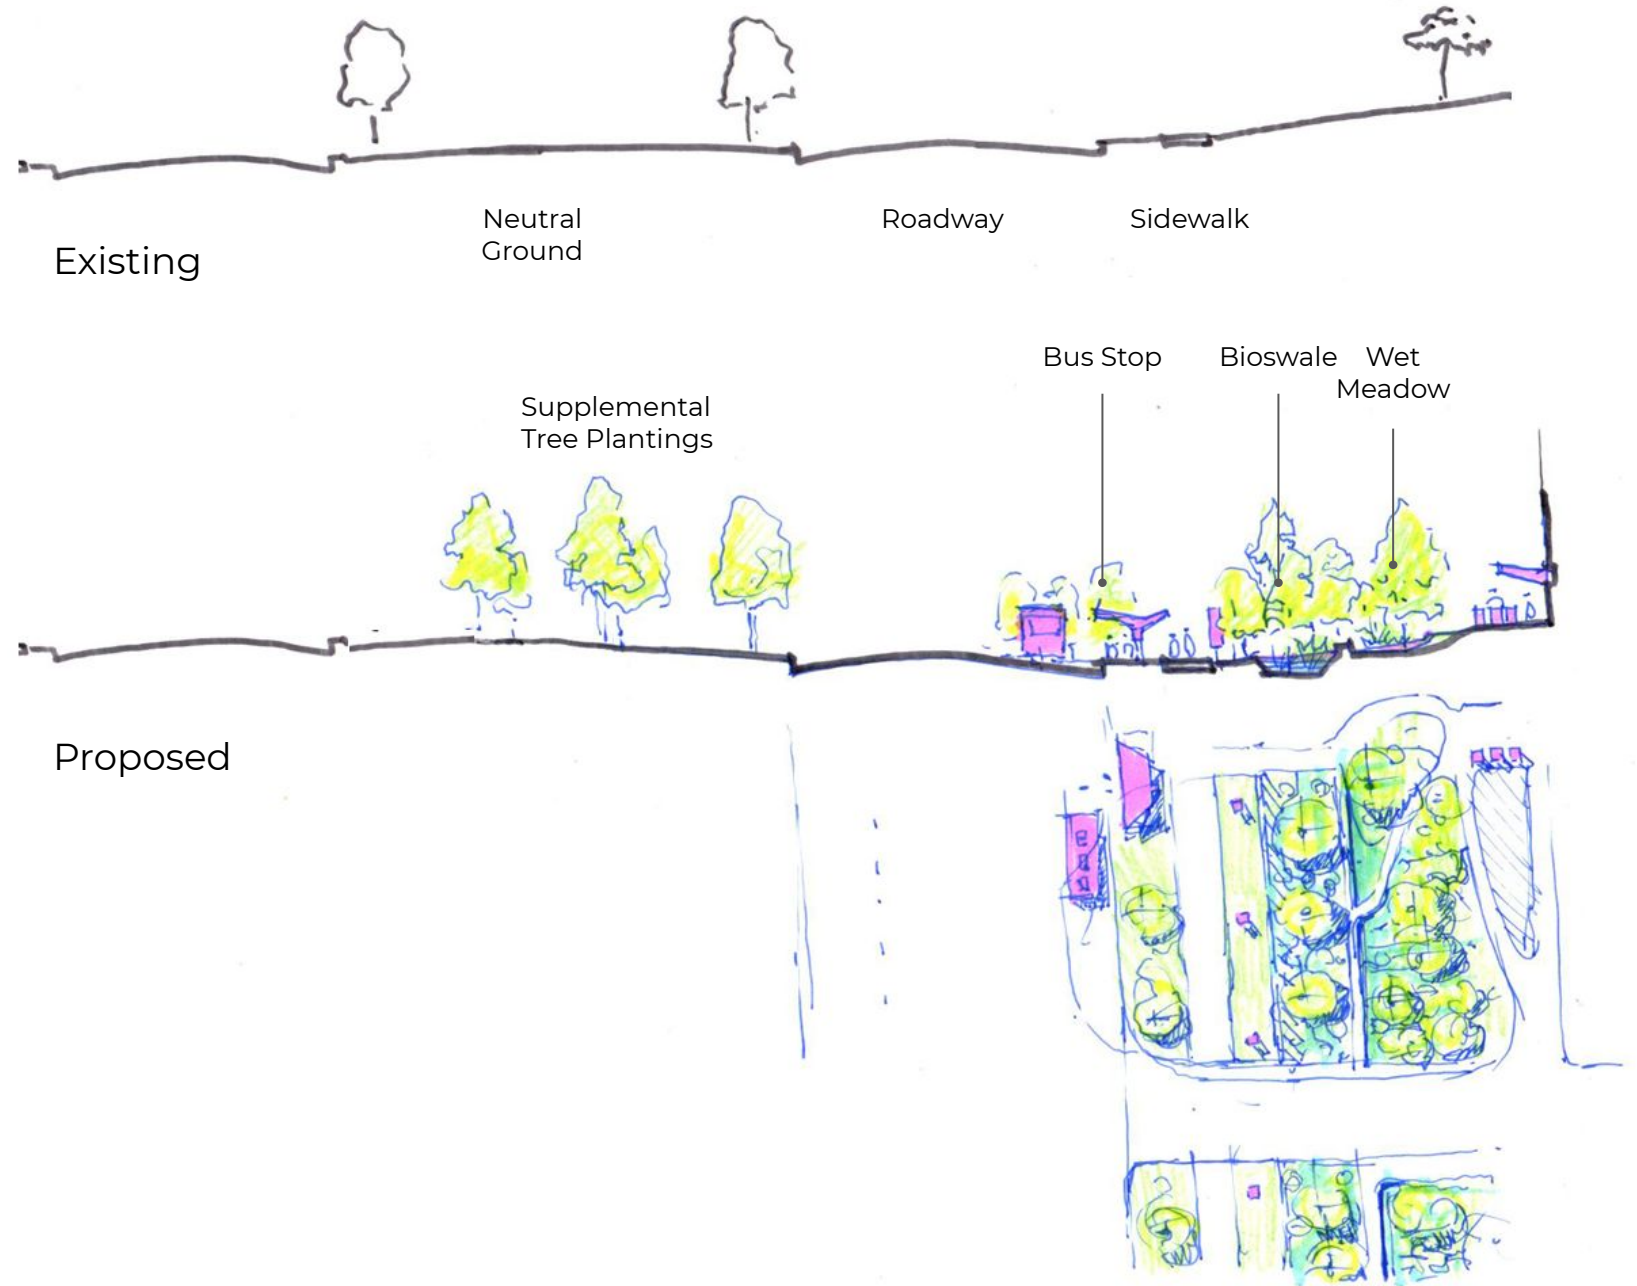 Neutral
Ground
Roadway
Sidewalk
Existing
Bus Stop
Bioswale
Wet
Meadow
Supplemental
Tree Plantings
Proposed